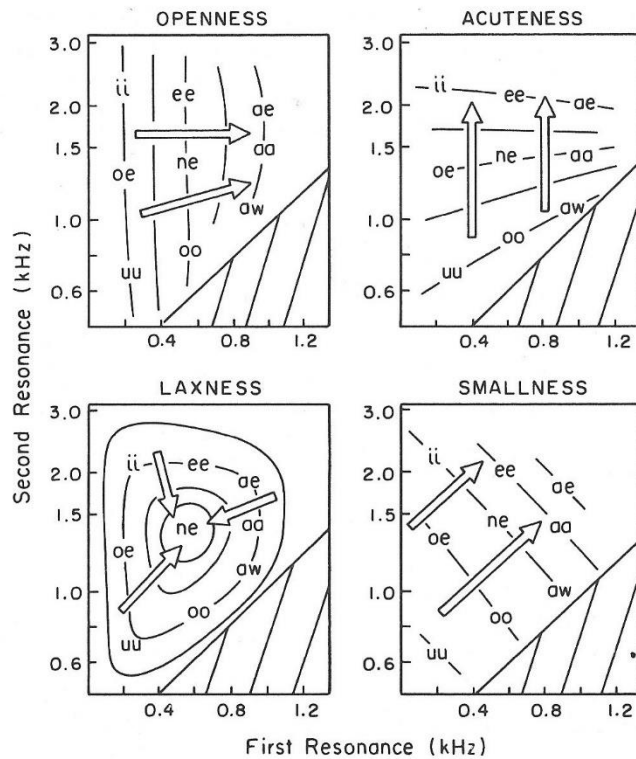 OPENNESS
3.0
2.0
1.5
1.0
0.6
ii
ee
ae
oe
ne
aa
aw
uu
oo
0.4 0.8 1.2
ACUTENESS
3.0
2.0
1.5
1.0
0.6
ii
ee
ae
oe
ne
aa
aw
uu
oo
0.4 0.8 1.2
LAXNESS
3.0
2.0
1.5
1.0
0.6
ii
ee
ae
oe
ne
aa
aw
uu
oo
0.4 0.8 1.2
SMALLNESS
3.0
2.0
1.5
1.0
0.6
ii
ee
ae
oe
ne
aa
aw
uu
oo
0.4 0.8 1.2
Second Resonance (kHz)
First Resonance (kHz)